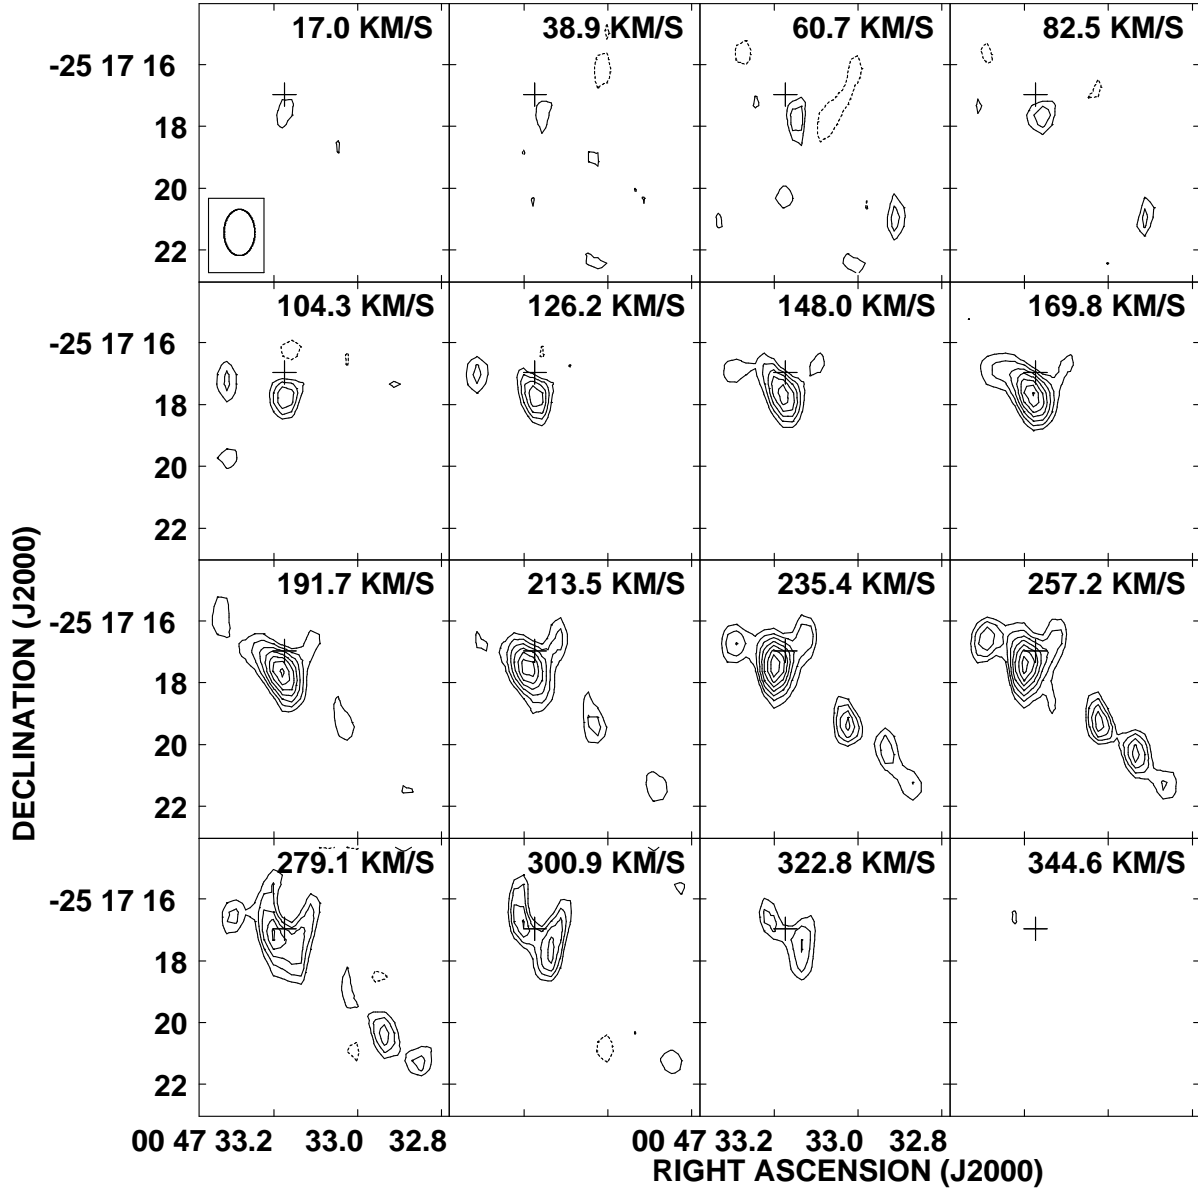 17.0 KM/S
38.9 KM/S
60.7 KM/S
82.5 KM/S
-25 17 16
18
20
22
104.3 KM/S
126.2 KM/S
148.0 KM/S
169.8 KM/S
-25 17 16
18
20
22
DECLINATION (J2000)
191.7 KM/S
213.5 KM/S
235.4 KM/S
257.2 KM/S
-25 17 16
18
20
22
279.1 KM/S
300.9 KM/S
322.8 KM/S
344.6 KM/S
-25 17 16
18
20
22
00 47 33.2 33.0 32.8
00 47 33.2 33.0 32.8
RIGHT ASCENSION (J2000)